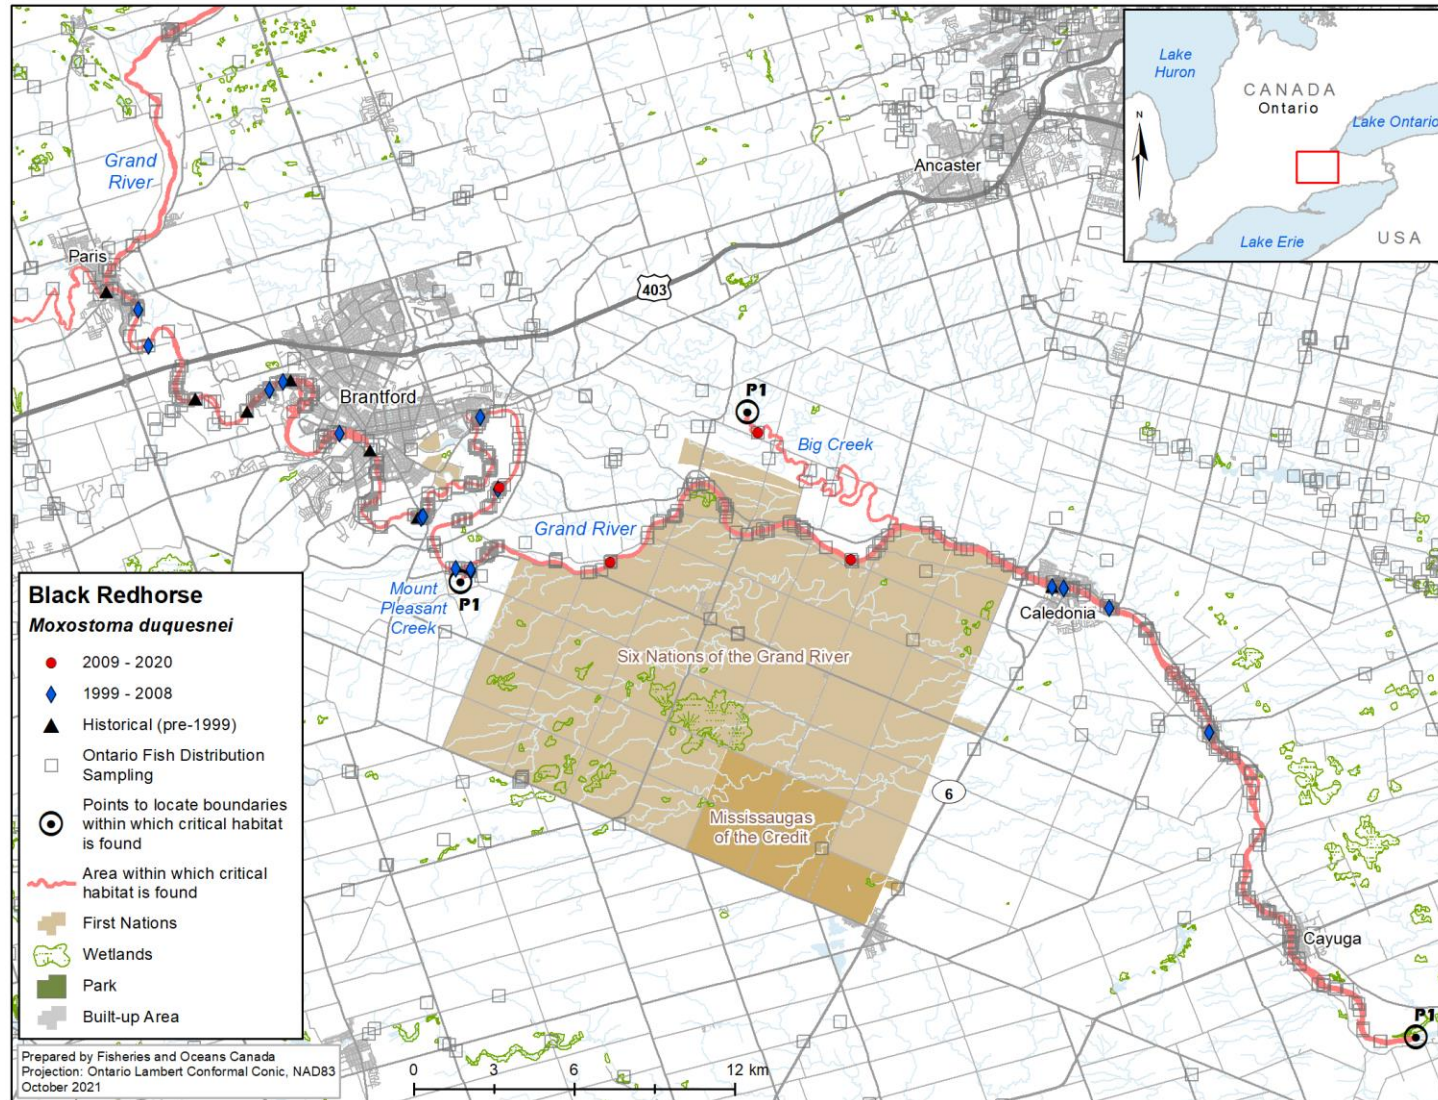 Grand
River
Paris
Brantford
403
Ancaster
P1
Big Creek
Grand River
Mount
Pleasant
Creek
P1
Six Nations of the Grand River
Mississaugas
of the Credit
6
Caledonia
Cayuga
P1
Lake
Huron
CANADA
Ontario
Lake Ontario
N
Lake Erie
USA
Black Redhorse
Moxostoma duquesnei
2009 - 2020
1999 - 2008
Historical (pre-1999)
Ontario Fish Distribution
Sampling
Points to locate boundaries
within which critical habitat
is found
Area within which critical
habitat is found
First Nations
Wetlands
Park
Built-up Area
Prepared by Fisheries and Oceans Canada
Projection: Ontario Lambert Conformal Conic, NAD83
October 2021
0 3 6 12 km